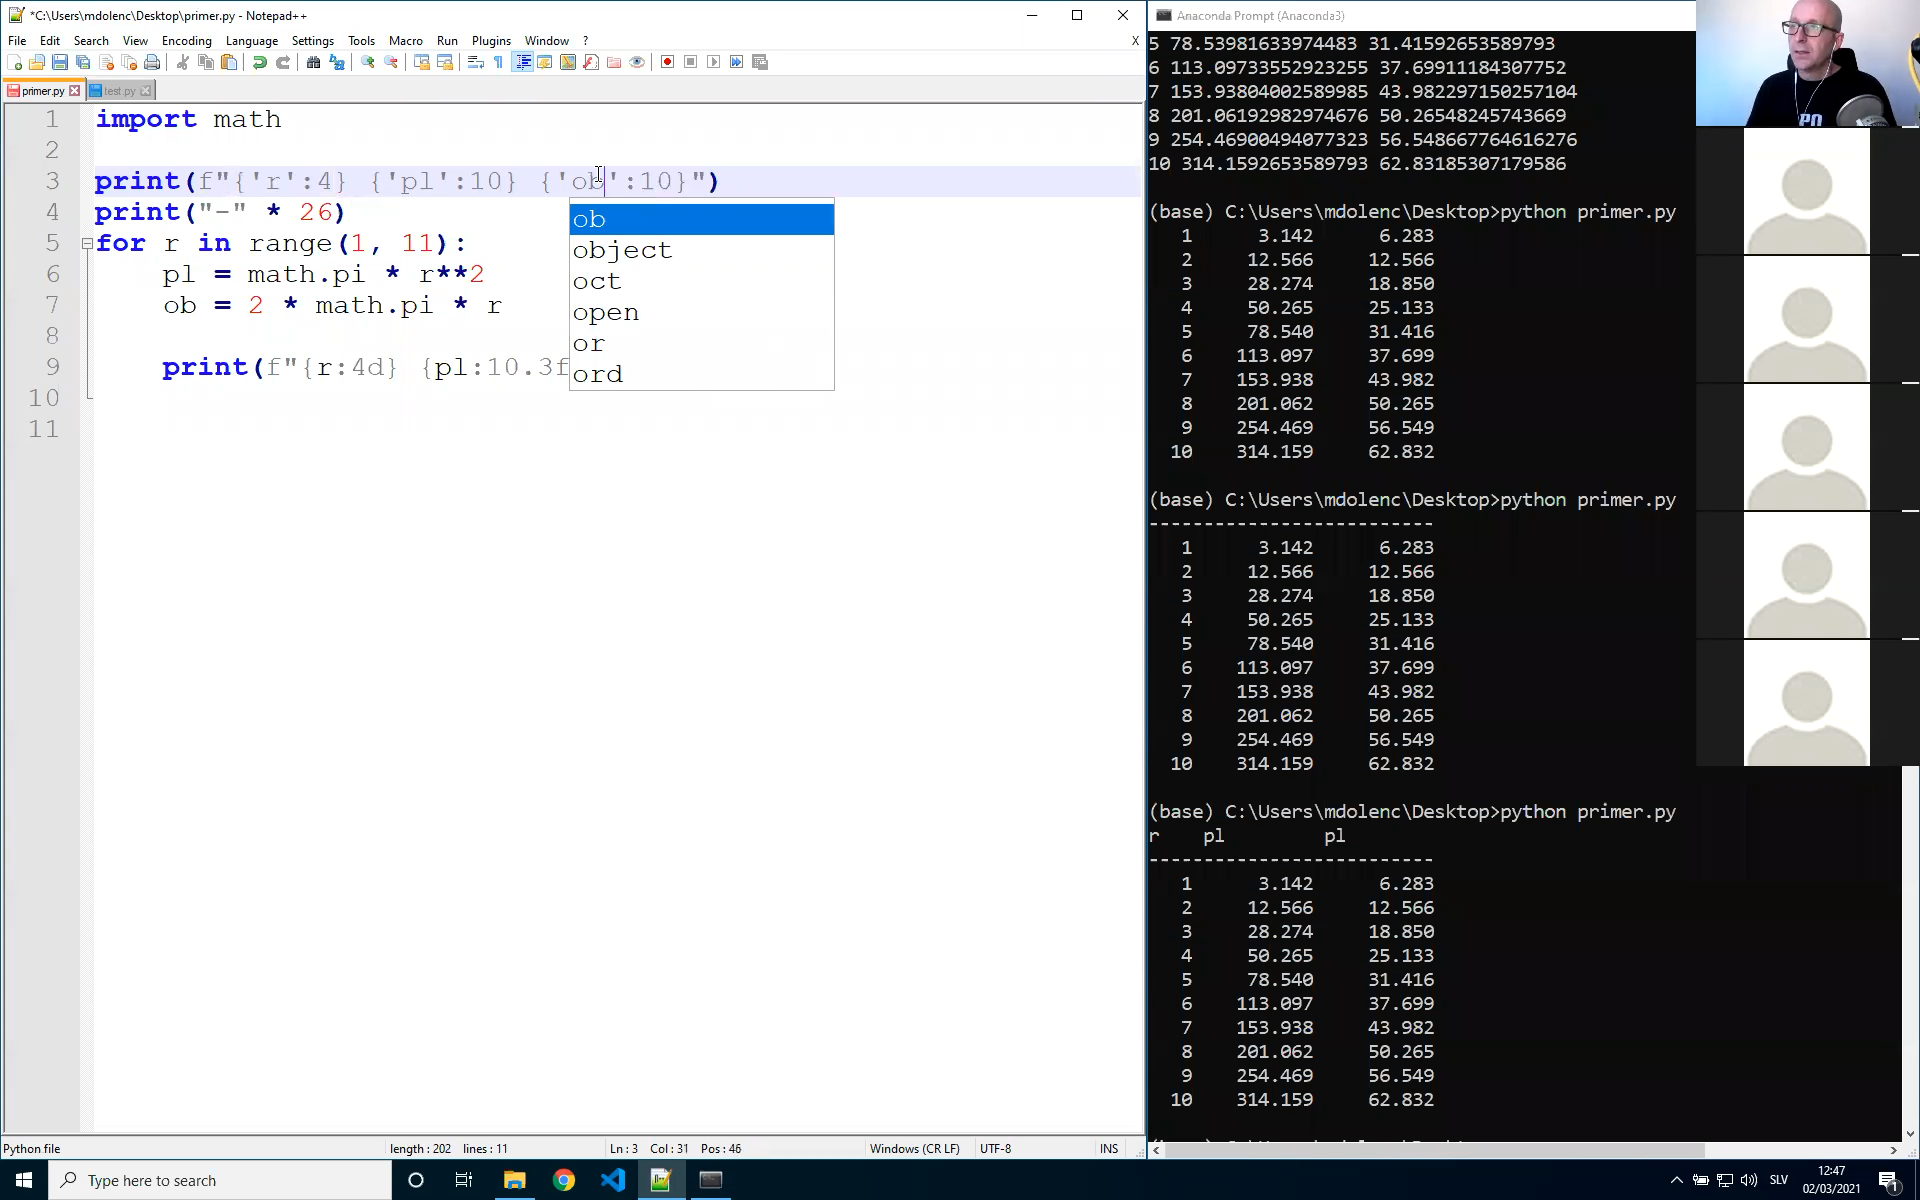 *C:\Users\mdolenc\Desktop\primer.py - Notepad++
File Edit Search View Encoding Language Settings Tools Macro Run Plugins Window ? X
primer.py test.py
1 import math
2
3 print(f"{'r':4} {'pl':10} {'ob':10}")
4 print("-" * 26)
5 for r in range(1, 11):
6 pl = math.pi * r**2
7 ob = 2 * math.pi * r
8
9 print(f"{r:4d} {pl:10.3f
10
11
ob
object
oct
open
or
ord
Python file length : 202 lines : 11 Ln : 3 Col : 31 Pos : 46 Windows (CR LF) UTF-8 INS
Anaconda Prompt (Anaconda3)
5 78.53981633974483 31.41592653589793
6 113.09733552923255 37.69911184307752
7 153.93804002589985 43.982297150257104
8 201.06192982974676 50.26548245743669
9 254.46900494077323 56.548667764616276
10 314.1592653589793 62.83185307179586
(base) C:\Users\mdolenc\Desktop>python primer.py
1 3.142 6.283
2 12.566 12.566
3 28.274 18.850
4 50.265 25.133
5 78.540 31.416
6 113.097 37.699
7 153.938 43.982
8 201.062 50.265
9 254.469 56.549
10 314.159 62.832
(base) C:\Users\mdolenc\Desktop>python primer.py
--------------------------
1 3.142 6.283
2 12.566 12.566
3 28.274 18.850
4 50.265 25.133
5 78.540 31.416
6 113.097 37.699
7 153.938 43.982
8 201.062 50.265
9 254.469 56.549
10 314.159 62.832
(base) C:\Users\mdolenc\Desktop>python primer.py
r pl pl
--------------------------
1 3.142 6.283
2 12.566 12.566
3 28.274 18.850
4 50.265 25.133
5 78.540 31.416
6 113.097 37.699
7 153.938 43.982
8 201.062 50.265
9 254.469 56.549
10 314.159 62.832
Type here to search
SLV
12:47
02/03/2021
1